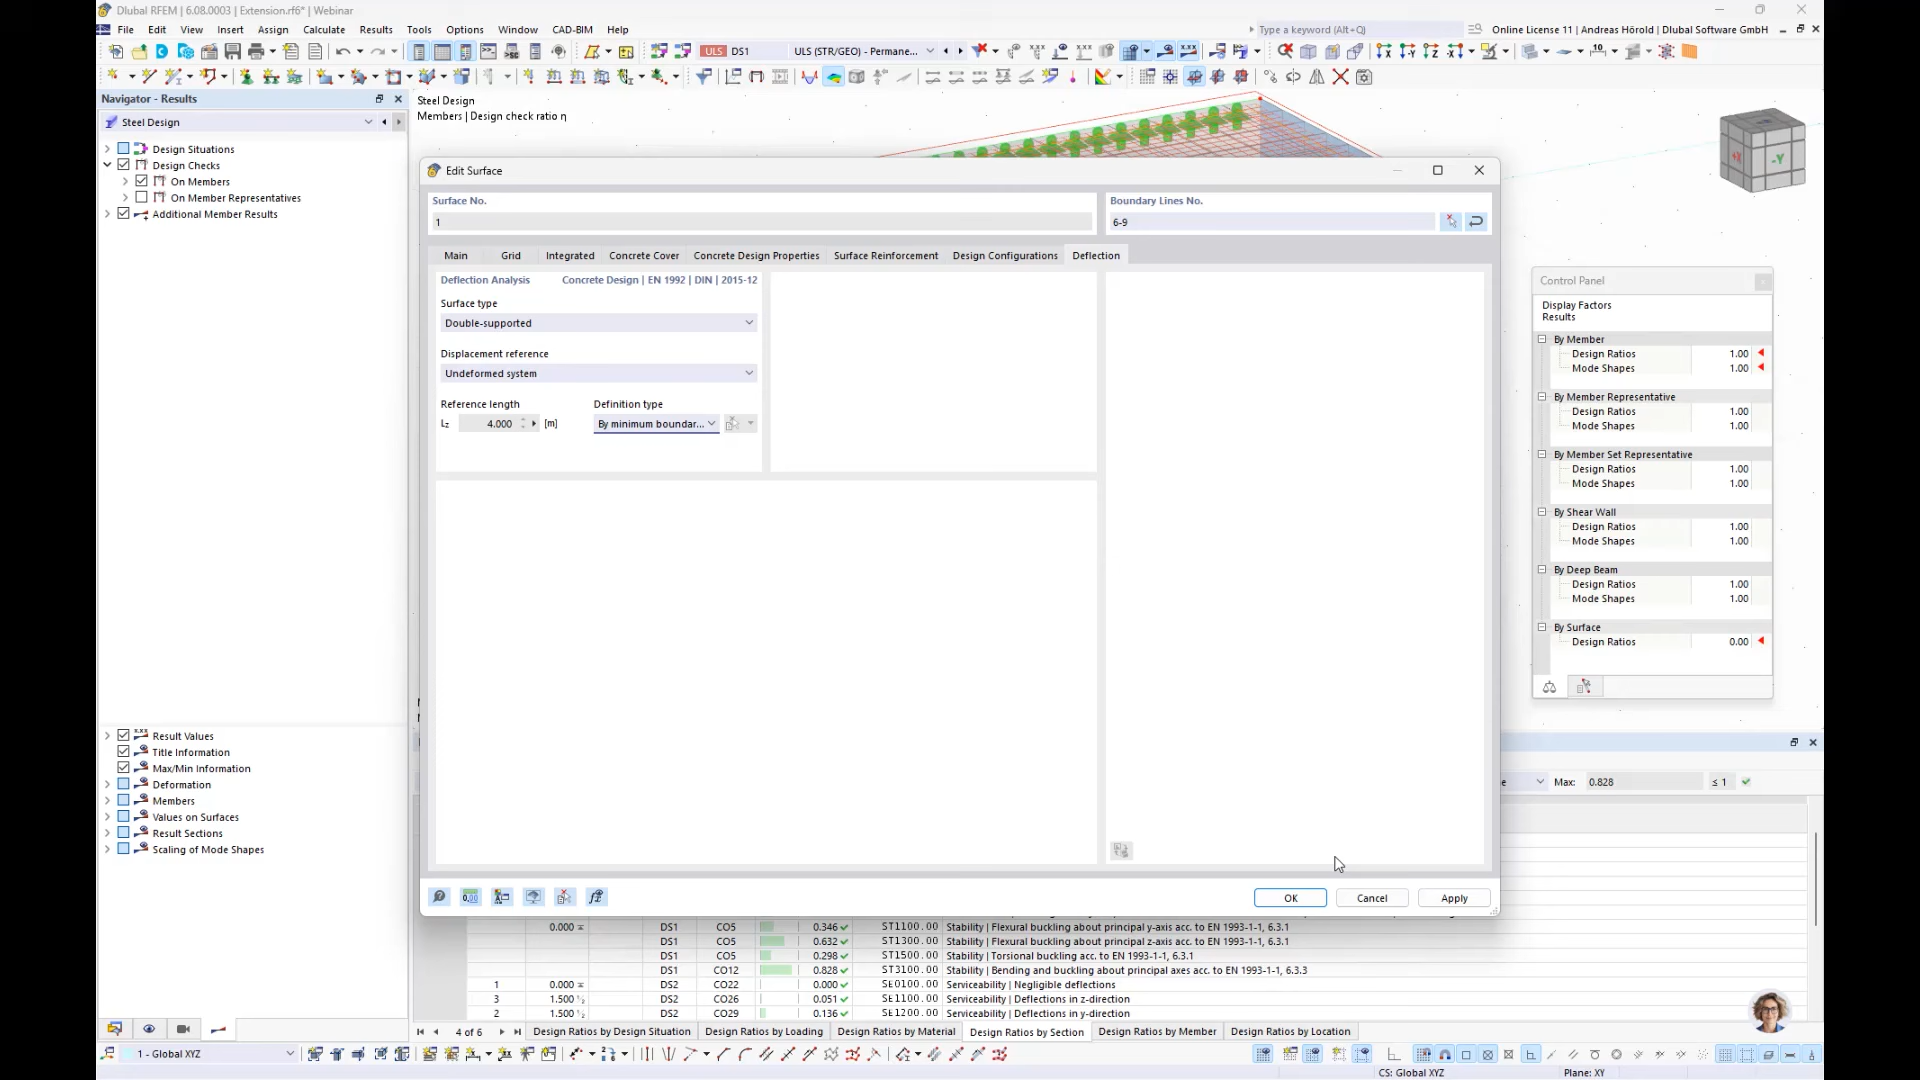 Dlubal RFEM | 6.08.0003 | Extension.rf6* | Webinar
File Edit View Insert Assign Calculate Results Tools Options Window CAD-BIM Help
Type a keyword (Alt+Q)
Online License 11 | Andreas Hörold | Dlubal Software GmbH
ULS DS1 ULS (STR/GEO) - Permane...
Navigator - Results
Steel Design
Design Situations
Design Checks
On Members
On Member Representatives
Additional Member Results
Result Values
Title Information
Max/Min Information
Deformation
Members
Values on Surfaces
Result Sections
Scaling of Mode Shapes
Steel Design
Members | Design check ratio η
+X -Y
Edit Surface
Surface No.
1
Boundary Lines No.
6-9
Main Grid Integrated Concrete Cover Concrete Design Properties Surface Reinforcement Design Configurations Deflection
Deflection Analysis Concrete Design | EN 1992 | DIN | 2015-12
Surface type
Double-supported
Displacement reference
Undeformed system
Reference length Definition type
Lz 4.000 [m] By minimum boundar...
OK Cancel Apply
Control Panel
Display Factors
Results
By Member
Design Ratios 1.00
Mode Shapes 1.00
By Member Representative
Design Ratios 1.00
Mode Shapes 1.00
By Member Set Representative
Design Ratios 1.00
Mode Shapes 1.00
By Shear Wall
Design Ratios 1.00
Mode Shapes 1.00
By Deep Beam
Design Ratios 1.00
Mode Shapes 1.00
By Surface
Design Ratios 0.00
Max: 0.828 ≤ 1
0.000 DS1 CO5 0.346 ST1100.00 Stability | Flexural buckling about principal y-axis acc. to EN 1993-1-1, 6.3.1
DS1 CO5 0.632 ST1300.00 Stability | Flexural buckling about principal z-axis acc. to EN 1993-1-1, 6.3.1
DS1 CO5 0.298 ST1500.00 Stability | Torsional buckling acc. to EN 1993-1-1, 6.3.1
DS1 CO12 0.828 ST3100.00 Stability | Bending and buckling about principal axes acc. to EN 1993-1-1, 6.3.3
1 0.000 DS2 CO22 0.000 SE0100.00 Serviceability | Negligible deflections
3 1.500 ½ DS2 CO26 0.051 SE1100.00 Serviceability | Deflections in z-direction
2 1.500 ½ DS2 CO29 0.136 SE1200.00 Serviceability | Deflections in y-direction
4 of 6 Design Ratios by Design Situation Design Ratios by Loading Design Ratios by Material Design Ratios by Section Design Ratios by Member Design Ratios by Location
1 - Global XYZ
CS: Global XYZ Plane: XY